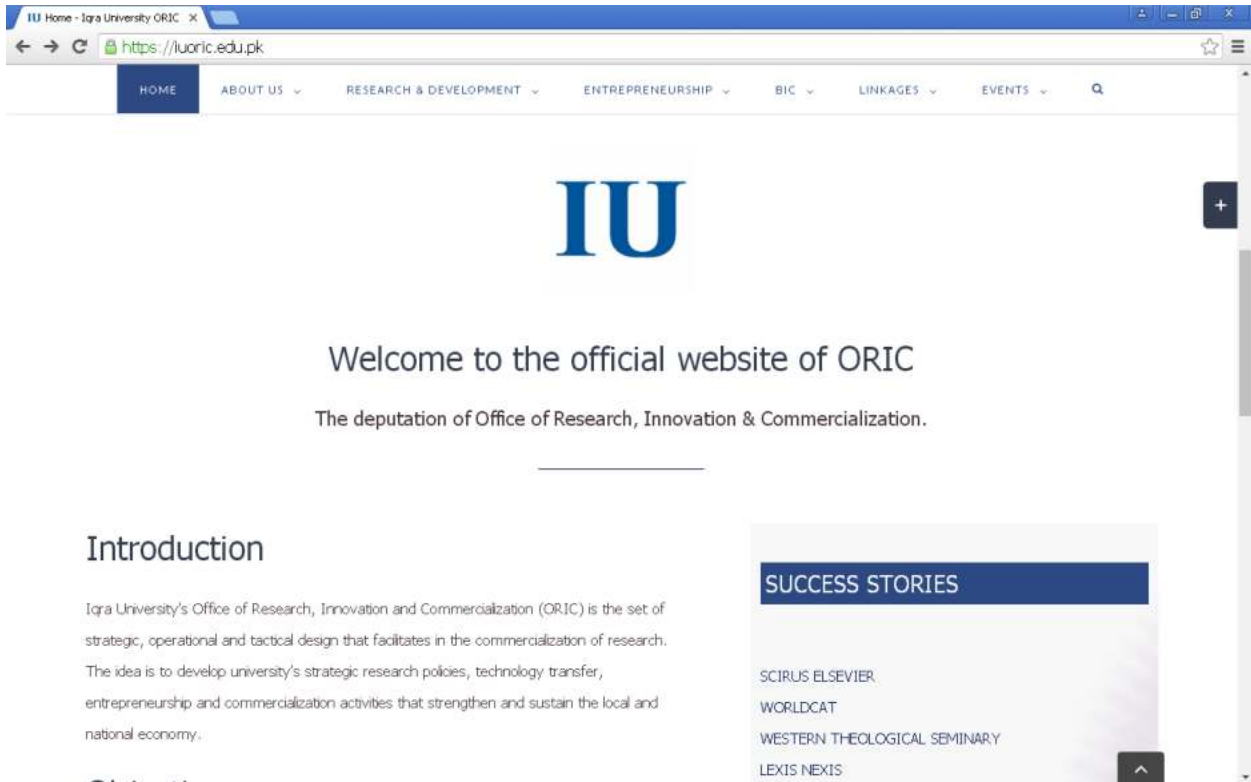 IU Home - Iqra University ORIC
https://iuoric.edu.pk
HOME ABOUT US RESEARCH & DEVELOPMENT ENTREPRENEURSHIP BIC LINKAGES EVENTS
IU
Welcome to the official website of ORIC
The deputation of Office of Research, Innovation & Commercialization.
Introduction
Iqra University's Office of Research, Innovation and Commercialization (ORIC) is the set of
strategic, operational and tactical design that facilitates in the commercialization of research.
The idea is to develop university's strategic research policies, technology transfer,
entrepreneurship and commercialization activities that strengthen and sustain the local and
national economy.
SUCCESS STORIES
SCIRUS ELSEVIER
WORLDCAT
WESTERN THEOLOGICAL SEMINARY
LEXIS NEXIS